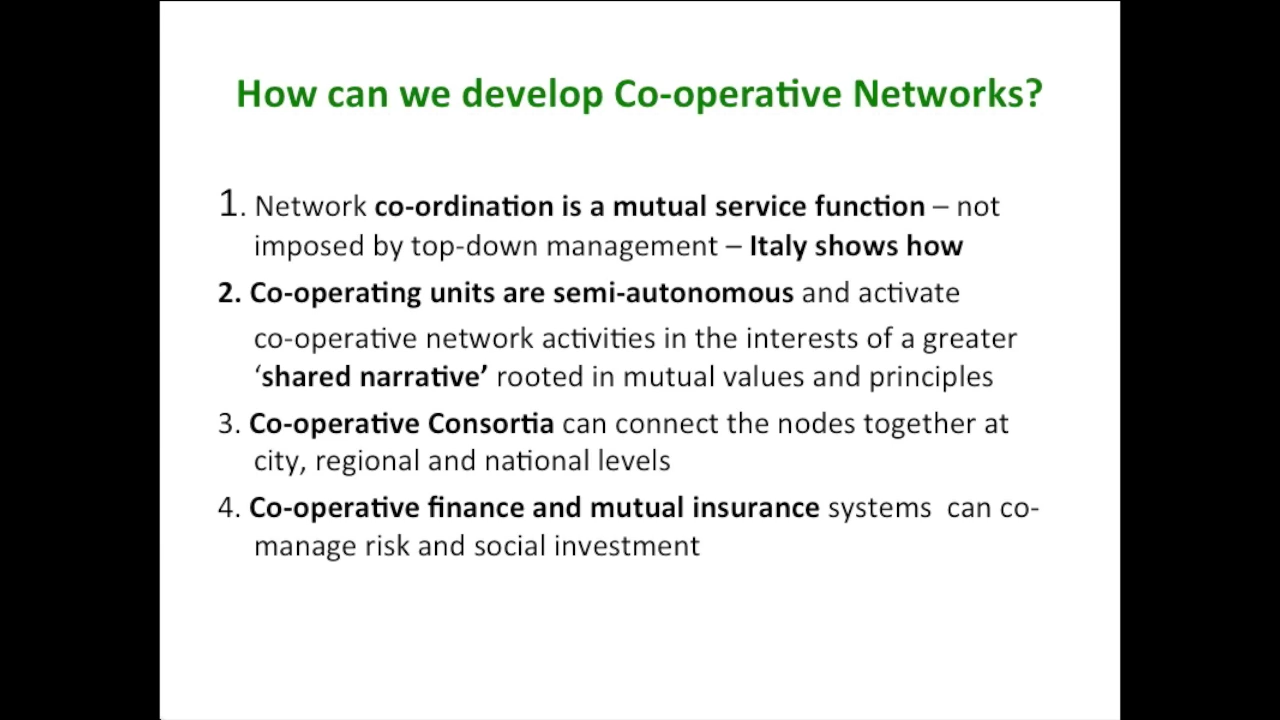 How can we develop Co-operative Networks?
1. Network co-ordination is a mutual service function – not
imposed by top-down management – Italy shows how
2. Co-operating units are semi-autonomous and activate
co-operative network activities in the interests of a greater
‘shared narrative’ rooted in mutual values and principles
3. Co-operative Consortia can connect the nodes together at
city, regional and national levels
4. Co-operative finance and mutual insurance systems  can co-
manage risk and social investment